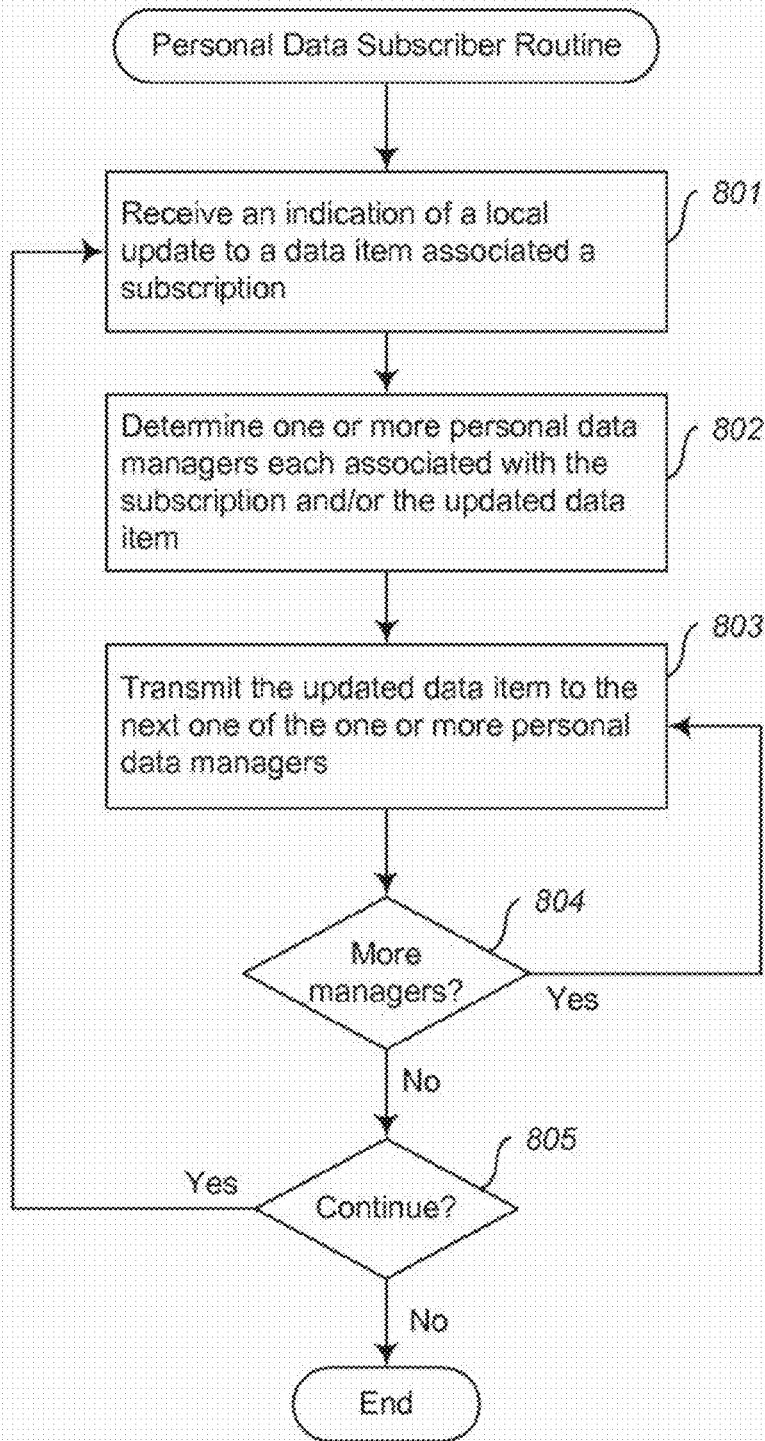 Personal Data Subscriber Routine
801
Receive an indication of a local
update to a data item associated a
subscription
802
Determine one or more personal data
managers each associated with the
subscription and/or the updated data
item
803
Transmit the updated data item to the
next one of the one or more personal
data managers
804
More
managers?
Yes
No
805
Yes
Continue?
No
End